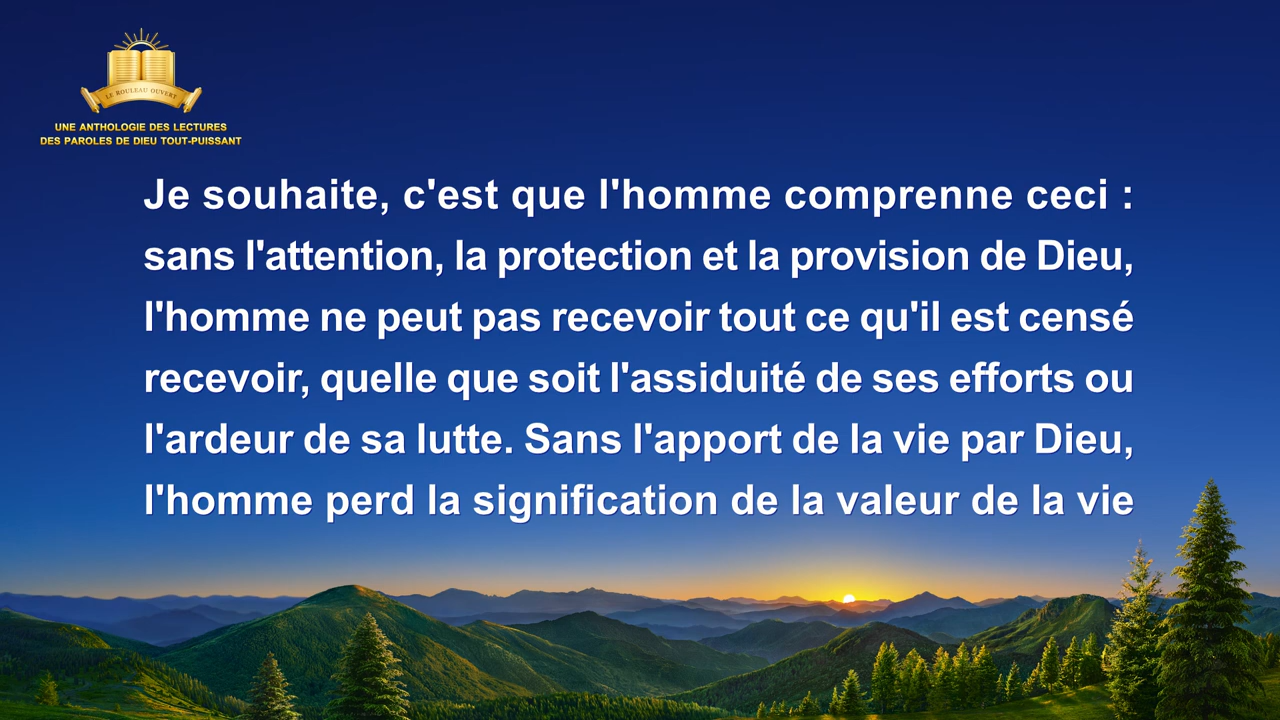 LE ROULEAU OUVERT
UNE ANTHOLOGIE DES LECTURES
DES PAROLES DE DIEU TOUT-PUISSANT
Je souhaite, c'est que l'homme comprenne ceci :
sans l'attention, la protection et la provision de Dieu,
l'homme ne peut pas recevoir tout ce qu'il est censé
recevoir, quelle que soit l'assiduité de ses efforts ou
l'ardeur de sa lutte. Sans l'apport de la vie par Dieu,
l'homme perd la signification de la valeur de la vie